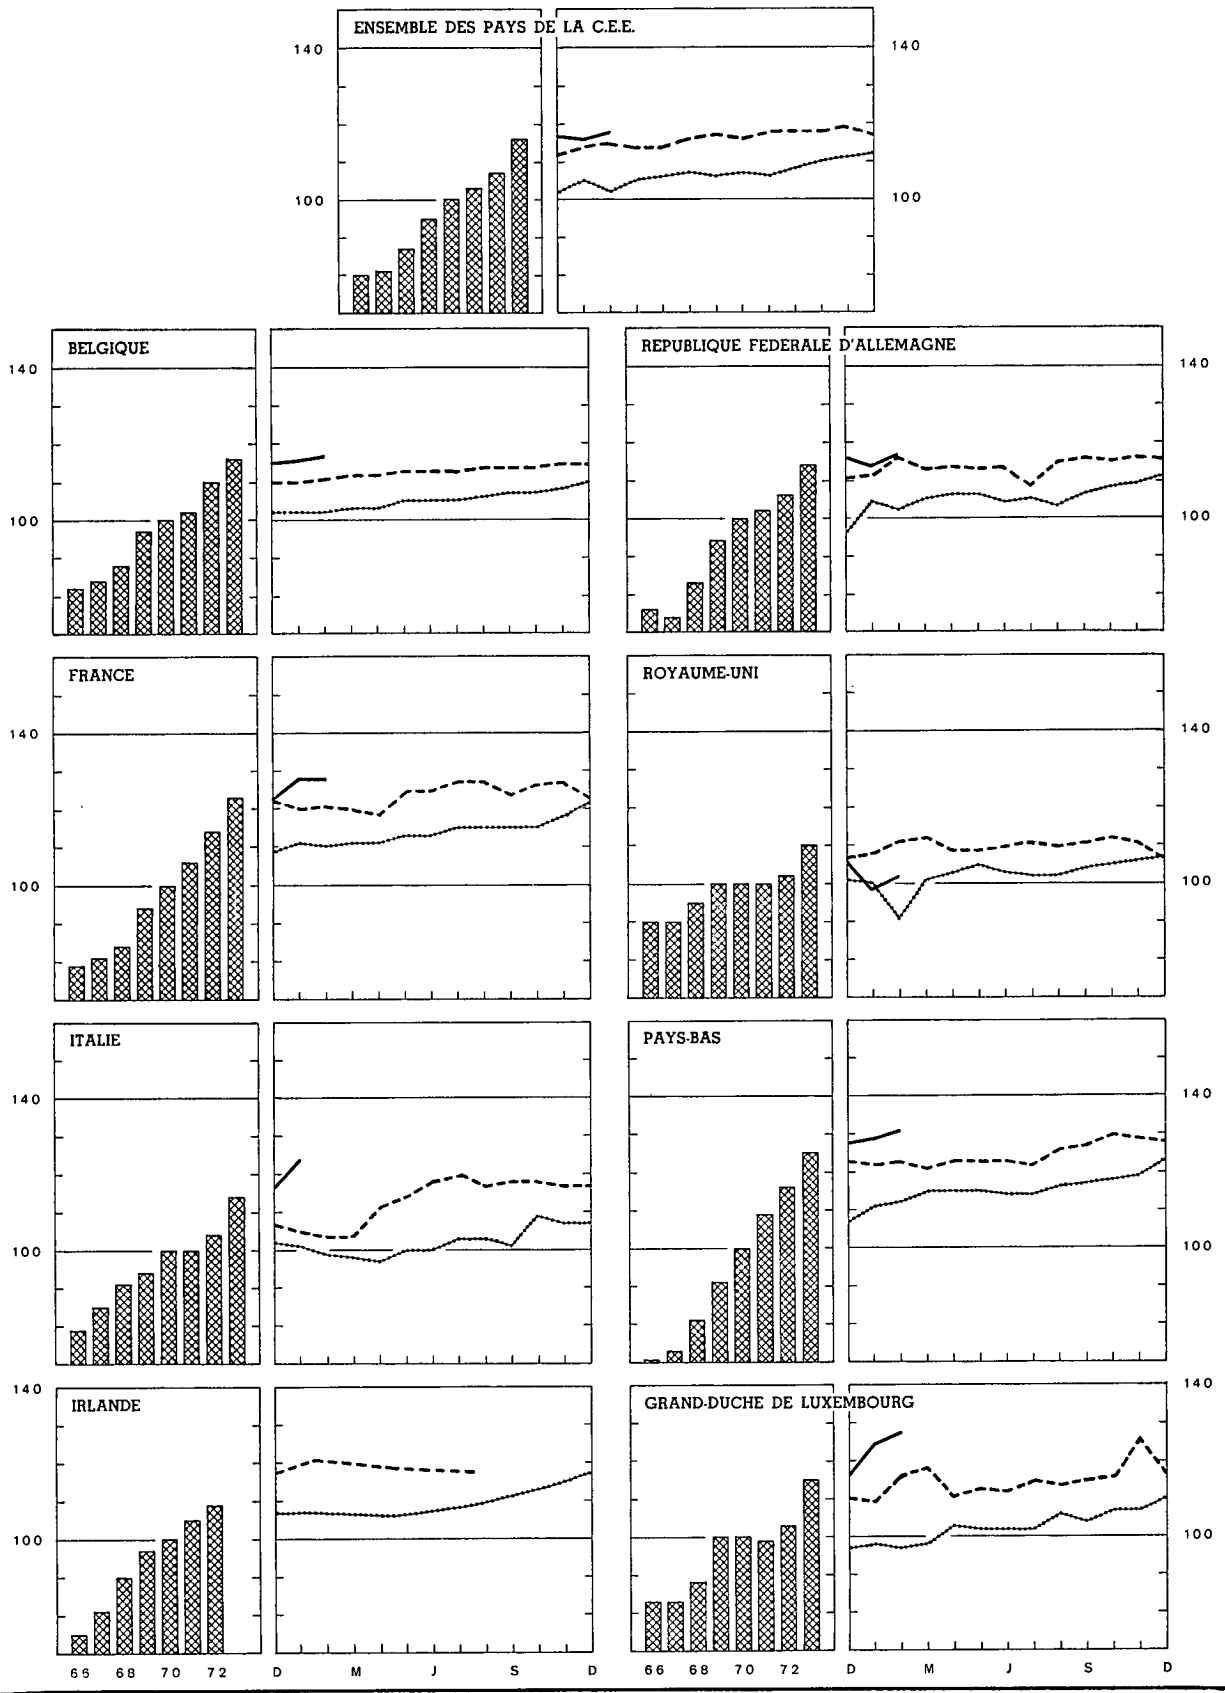 ENSEMBLE DES PAYS DE LA C.E.E.
140 140
100 100
BELGIQUE REPUBLIQUE FEDERALE D'ALLEMAGNE
140 140
100 100
FRANCE ROYAUME-UNI
140 140
100 100
ITALIE PAYS-BAS
140 140
100 100
140 140
IRLANDE GRAND-DUCHE DE LUXEMBOURG
100 100
66 68 70 72 D M J S D 66 68 70 72 D M J S D